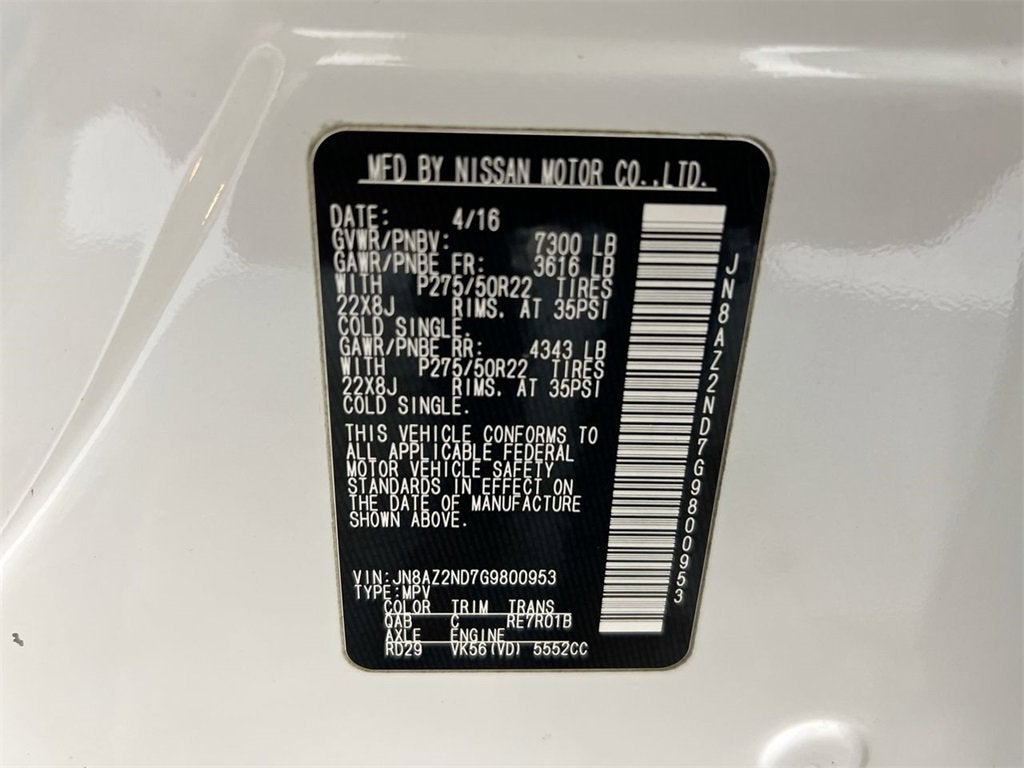 MFD BY NISSAN MOTOR CO.,LTD.
DATE: 4/16
GVWR/PNBV: 7300 LB
GAWR/PNBE FR: 3616 LB
WITH P275/50R22 TIRES
22X8J RIMS. AT 35PSI
COLD SINGLE.
GAWR/PNBE RR: 4343 LB
WITH P275/50R22 TIRES
22X8J RIMS. AT 35PSI
COLD SINGLE.
THIS VEHICLE CONFORMS TO
ALL APPLICABLE FEDERAL
MOTOR VEHICLE SAFETY
STANDARDS IN EFFECT ON
THE DATE OF MANUFACTURE
SHOWN ABOVE.
VIN:JN8AZ2ND7G9800953
TYPE:MPV
COLOR TRIM TRANS
QAB C RE7R01B
AXLE ENGINE
RD29 VK56(VD) 5552CC
JN8AZ2ND7G9800953